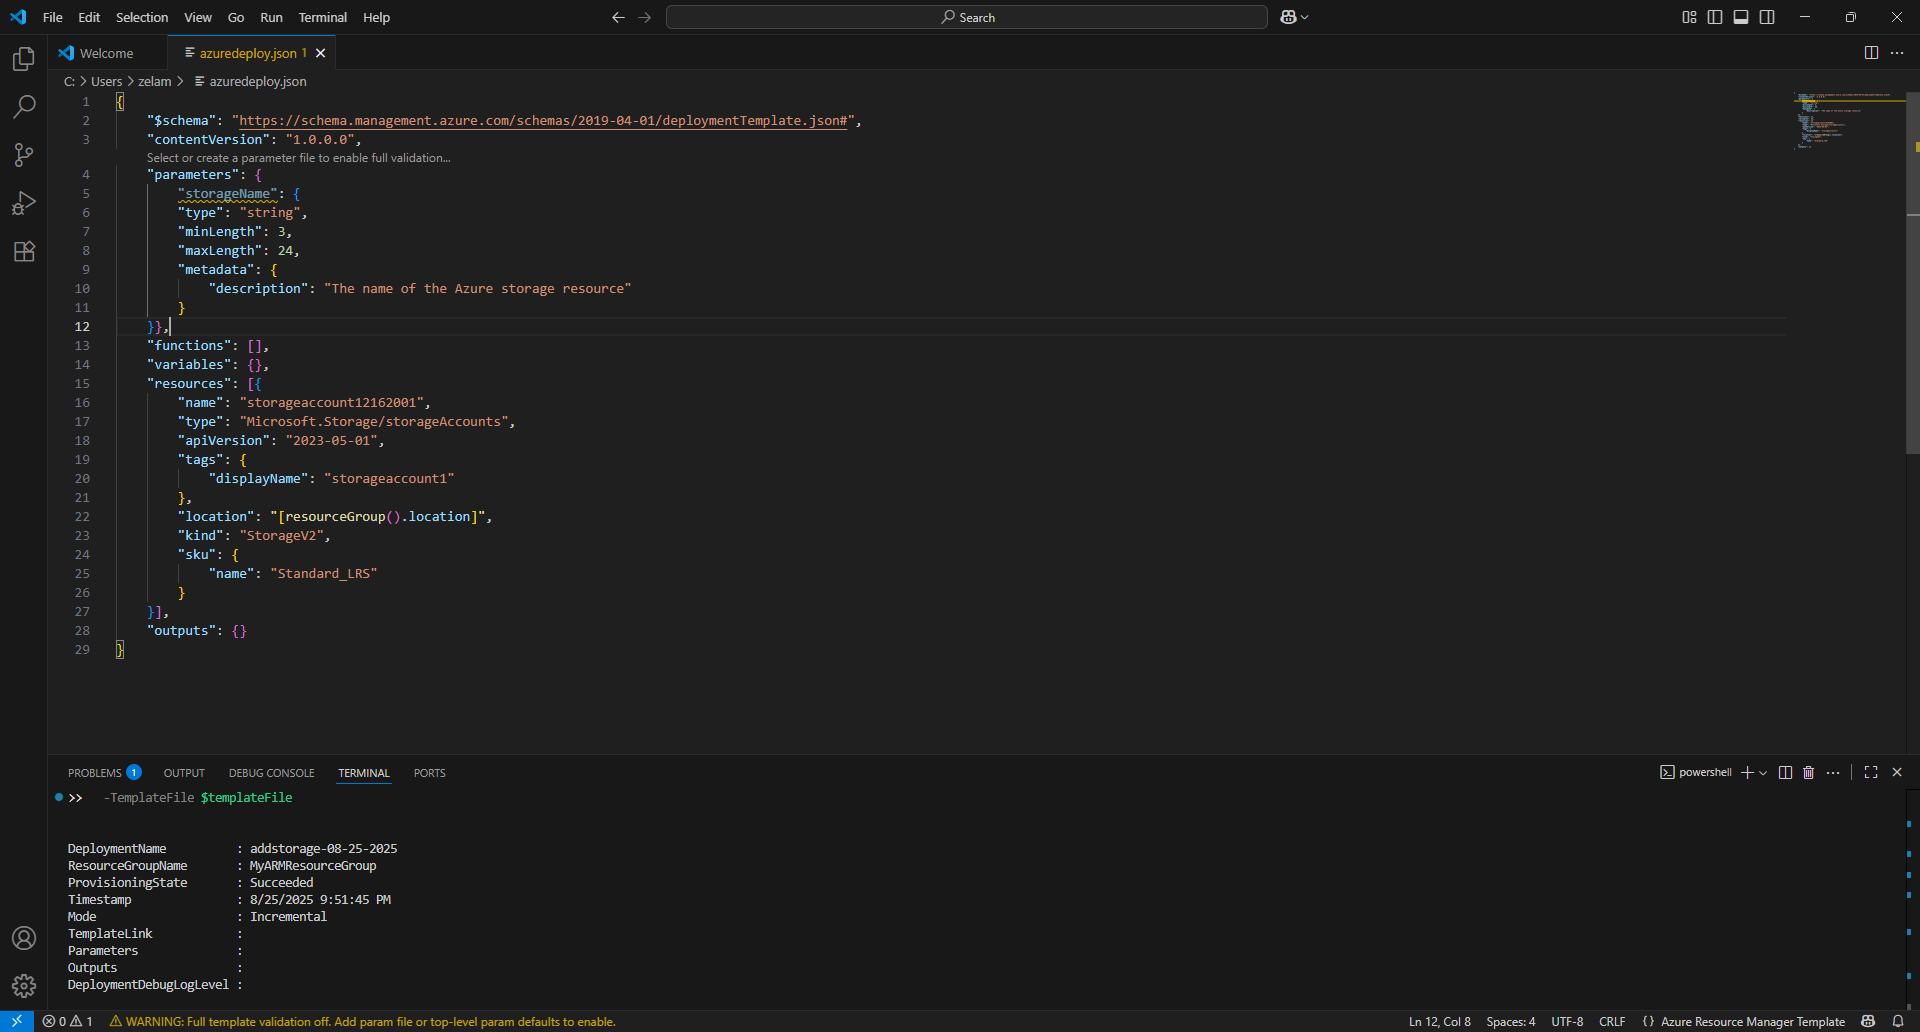 File Edit Selection View Go Run Terminal Help
Search
Welcome
azuredeploy.json 1
C: > Users > zelam > azuredeploy.json
1 {
2 "$schema": "https://schema.management.azure.com/schemas/2019-04-01/deploymentTemplate.json#",
3 "contentVersion": "1.0.0.0",
Select or create a parameter file to enable full validation...
4 "parameters": {
5 "storageName": {
6 "type": "string",
7 "minLength": 3,
8 "maxLength": 24,
9 "metadata": {
10 "description": "The name of the Azure storage resource"
11 }
12 }},
13 "functions": [],
14 "variables": {},
15 "resources": [{
16 "name": "storageaccount12162001",
17 "type": "Microsoft.Storage/storageAccounts",
18 "apiVersion": "2023-05-01",
19 "tags": {
20 "displayName": "storageaccount1"
21 },
22 "location": "[resourceGroup().location]",
23 "kind": "StorageV2",
24 "sku": {
25 "name": "Standard_LRS"
26 }
27 }],
28 "outputs": {}
29 }
PROBLEMS 1 OUTPUT DEBUG CONSOLE TERMINAL PORTS
powershell
>> -TemplateFile $templateFile
DeploymentName : addstorage-08-25-2025
ResourceGroupName : MyARMResourceGroup
ProvisioningState : Succeeded
Timestamp : 8/25/2025 9:51:45 PM
Mode : Incremental
TemplateLink :
Parameters :
Outputs :
DeploymentDebugLogLevel :
0 1 WARNING: Full template validation off. Add param file or top-level param defaults to enable.
Ln 12, Col 8 Spaces: 4 UTF-8 CRLF {} Azure Resource Manager Template